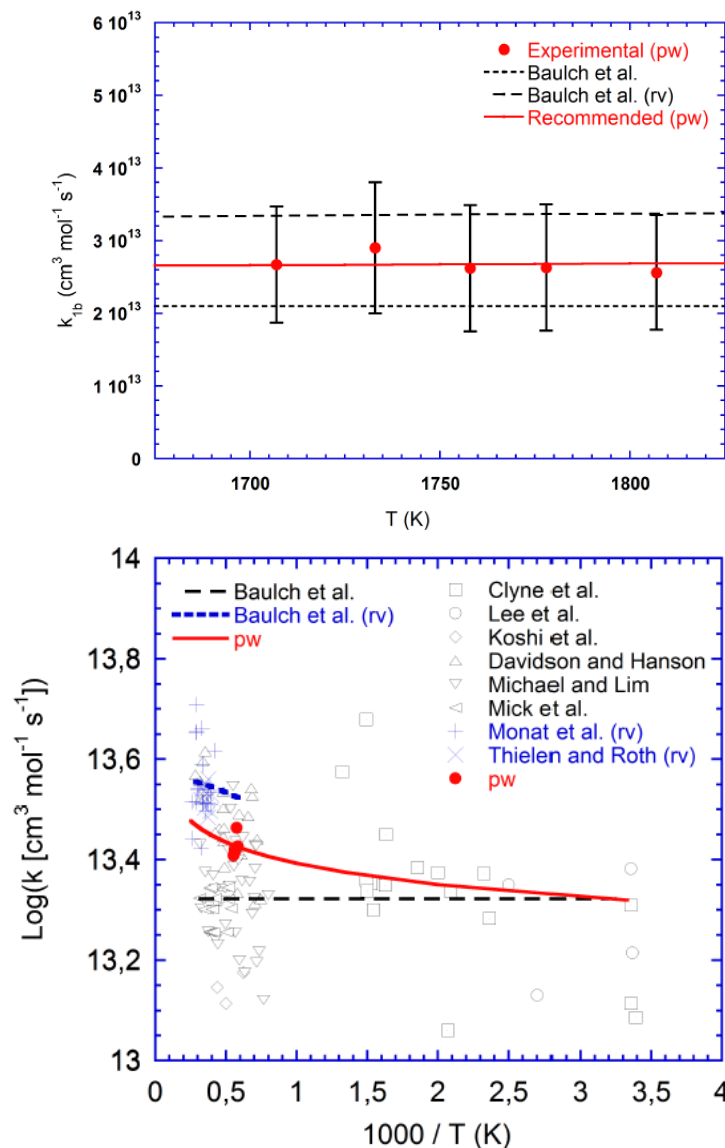 6 10¹³
5 10¹³
4 10¹³
3 10¹³
2 10¹³
1 10¹³
0
k₁b (cm³ mol⁻¹ s⁻¹)
Experimental (pw)
Baulch et al.
Baulch et al. (rv)
Recommended (pw)
1700
1750
1800
T (K)
14
13,8
13,6
13,4
13,2
13
Log(k [cm³ mol⁻¹ s⁻¹])
Baulch et al.
Baulch et al. (rv)
pw
Clyne et al.
Lee et al.
Koshi et al.
Davidson and Hanson
Michael and Lim
Mick et al.
Monat et al. (rv)
Thielen and Roth (rv)
pw
0
0,5
1
1,5
2
2,5
3
3,5
4
1000 / T (K)